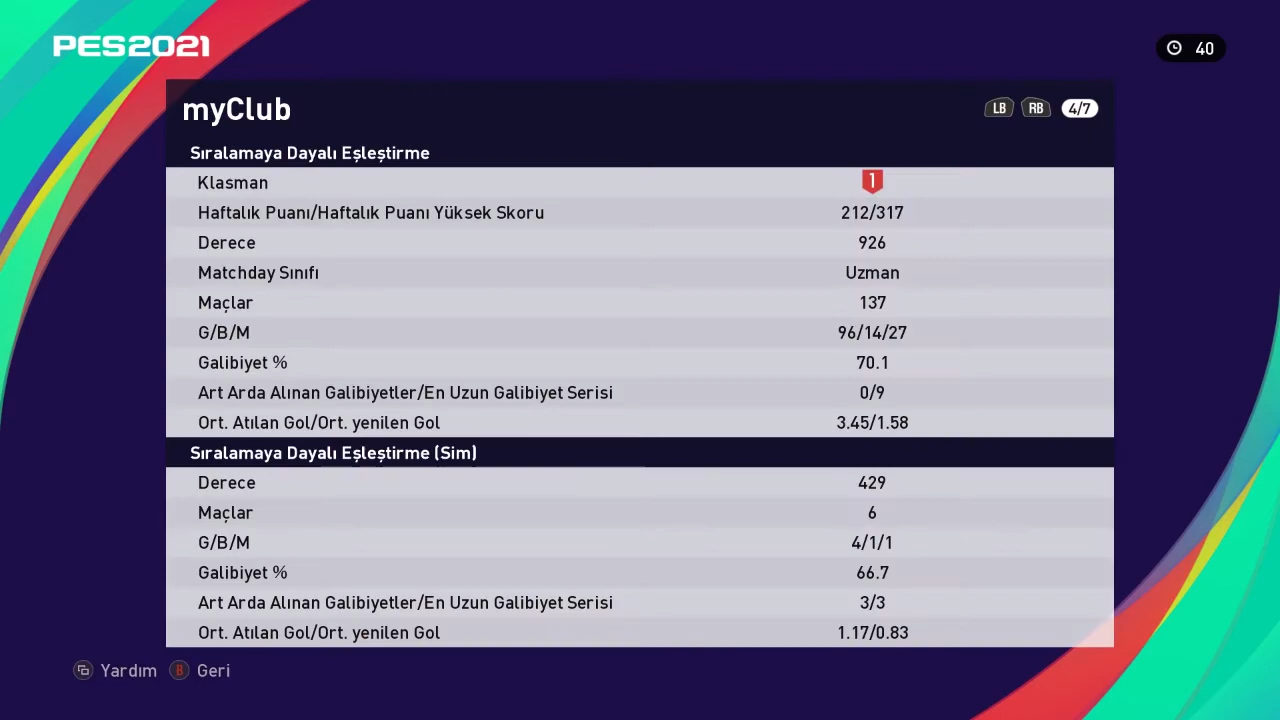 PES2021
40
myClub LB RB 4/7
Sıralamaya Dayalı Eşleştirme
Klasman 1
Haftalık Puanı/Haftalık Puanı Yüksek Skoru 212/317
Derece 926
Matchday Sınıfı Uzman
Maçlar 137
G/B/M 96/14/27
Galibiyet % 70.1
Art Arda Alınan Galibiyetler/En Uzun Galibiyet Serisi 0/9
Ort. Atılan Gol/Ort. yenilen Gol 3.45/1.58
Sıralamaya Dayalı Eşleştirme (Sim)
Derece 429
Maçlar 6
G/B/M 4/1/1
Galibiyet % 66.7
Art Arda Alınan Galibiyetler/En Uzun Galibiyet Serisi 3/3
Ort. Atılan Gol/Ort. yenilen Gol 1.17/0.83
Yardım B Geri